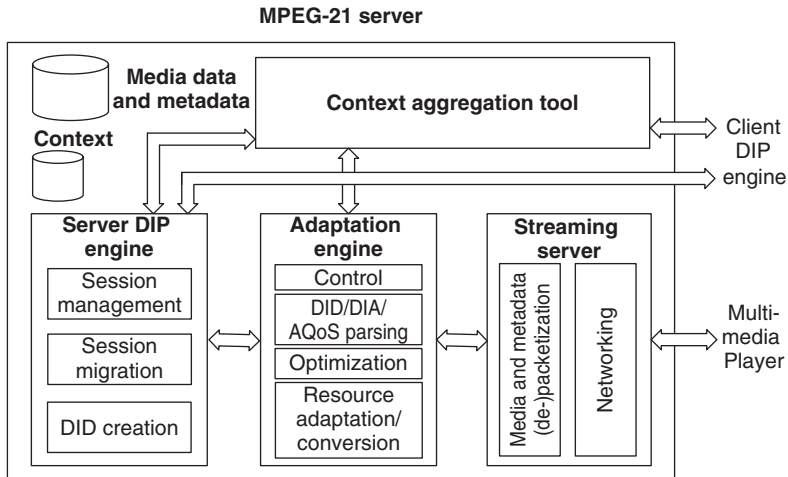 MPEG-21 server
Media data
and metadata
Context aggregation tool
Context
Client
DIP
engine
Server DIP
engine
Session
management
Session
migration
DID creation
Adaptation
engine
Control
DID/DIA/
AQoS parsing
Optimization
Resource
adaptation/
conversion
Streaming
server
Media and metadata
(de-)packetization
Networking
Multi-
media
Player